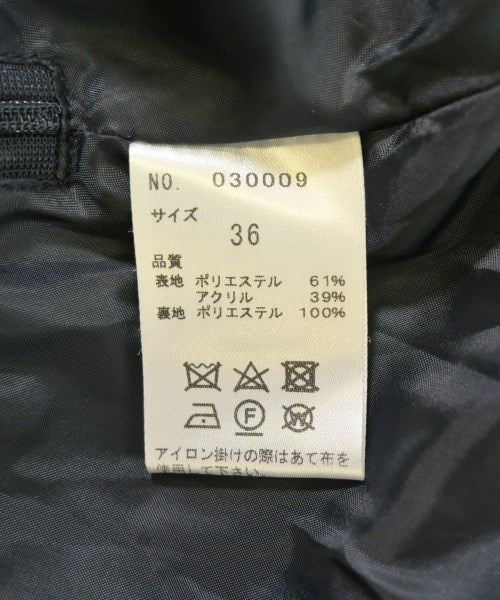 NO. 030009
サイズ
36
品質
表地 ポリエステル 61%
アクリル 39%
裏地 ポリエステル 100%
F W
アイロン掛けの際はあて布を
使用して下さい。